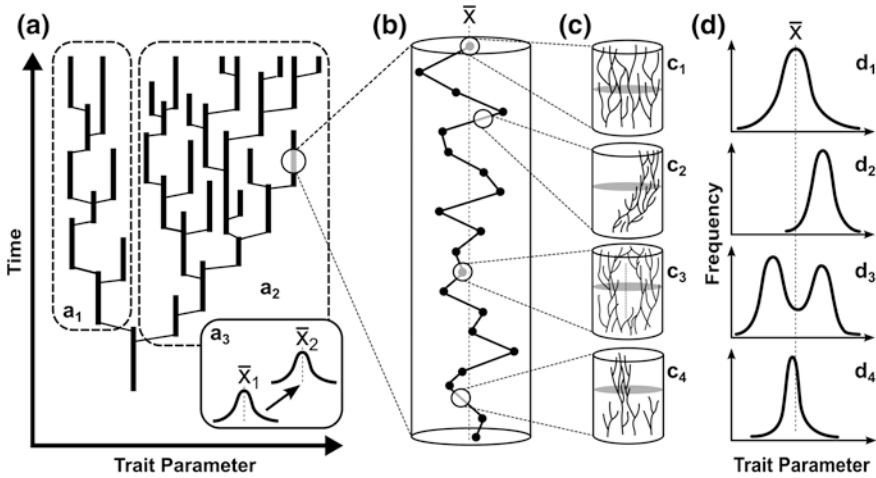 (a)
Time
a₁
a₂
a₃
X̅₁
X̅₂
Trait Parameter
(b)
X̅
(c)
c₁
c₂
c₃
c₄
(d)
X̅
Frequency
d₁
d₂
d₃
d₄
Trait Parameter